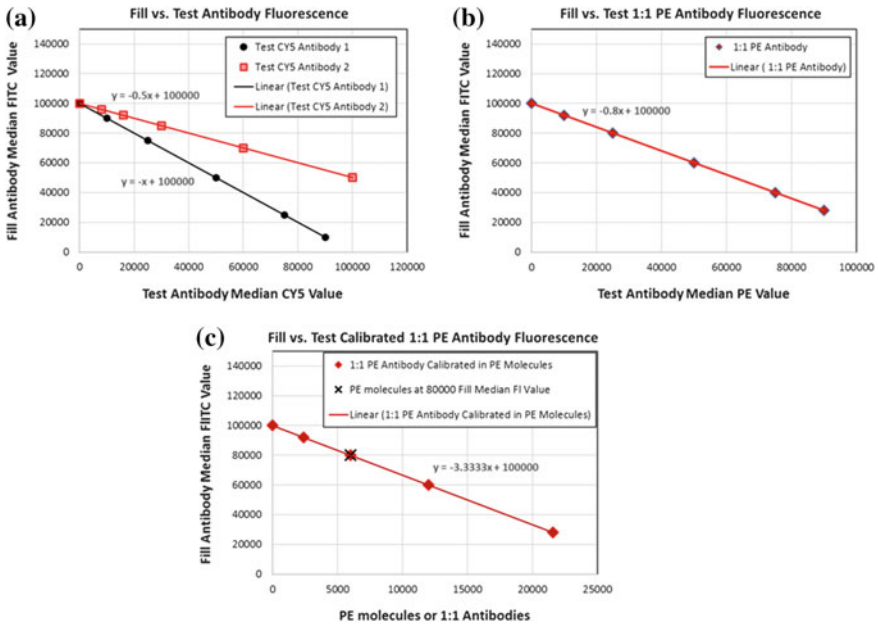 (a)
Fill vs. Test Antibody Fluorescence
Fill Antibody Median FITC Value
140000
120000
100000
80000
60000
40000
20000
0
Test CY5 Antibody 1
Test CY5 Antibody 2
Linear (Test CY5 Antibody 1)
Linear (Test CY5 Antibody 2)
y = -0.5x + 100000
y = -x + 100000
0 20000 40000 60000 80000 100000 120000
Test Antibody Median CY5 Value
(b)
Fill vs. Test 1:1 PE Antibody Fluorescence
Fill Antibody Median FITC Value
140000
120000
100000
80000
60000
40000
20000
0
1:1 PE Antibody
Linear ( 1:1 PE Antibody)
y = -0.8x + 100000
0 20000 40000 60000 80000 100000
Test Antibody Median PE Value
(c)
Fill vs. Test Calibrated 1:1 PE Antibody Fluorescence
Fill Antibody Median FIITC Value
140000
120000
100000
80000
60000
40000
20000
0
1:1 PE Antibody Calibrated in PE Molecules
PE molecules at 80000 Fill Median Fl Value
Linear (1:1 PE Antibody Calibrated in PE Molecules)
y = -3.3333x + 100000
0 5000 10000 15000 20000 25000
PE molecules or 1:1 Antibodies